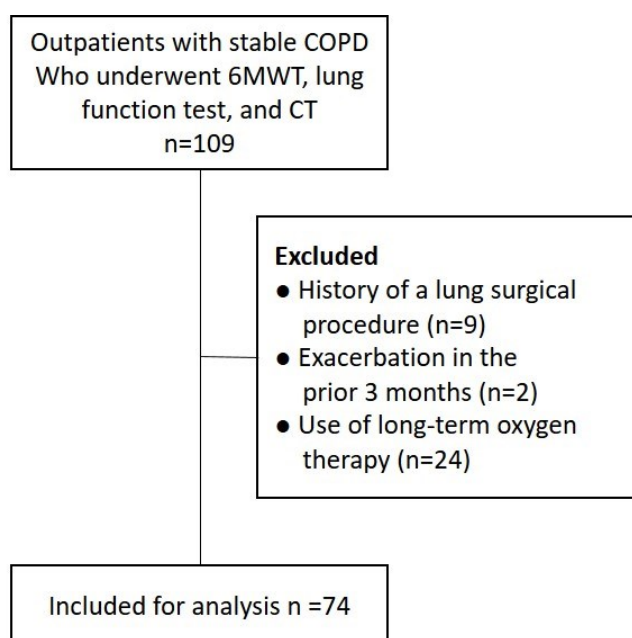 Outpatients with stable COPD
Who underwent 6MWT, lung
function test, and CT
n=109
Excluded
● History of a lung surgical
procedure (n=9)
● Exacerbation in the
prior 3 months (n=2)
● Use of long-term oxygen
therapy (n=24)
Included for analysis n =74